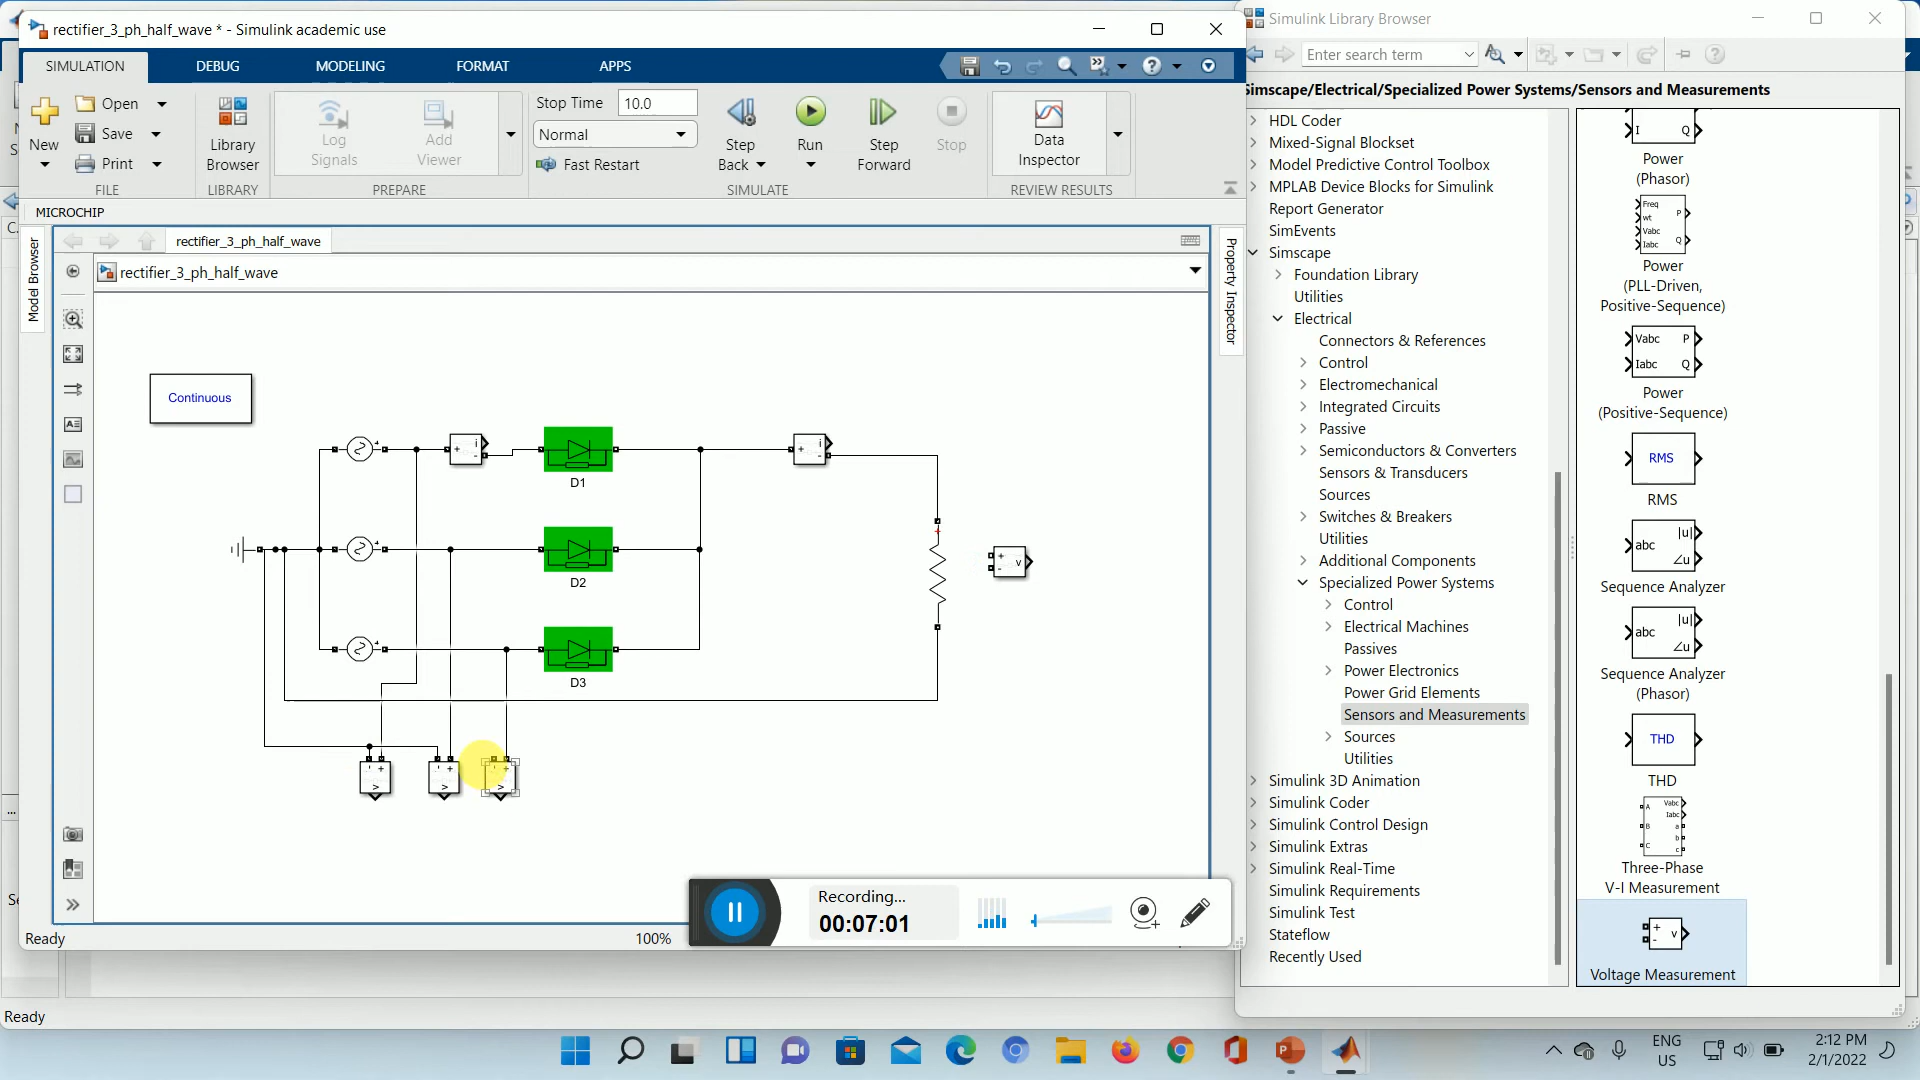 rectifier_3_ph_half_wave * - Simulink academic use
SIMULATION
DEBUG
MODELING
FORMAT
APPS
New
Open
Save
Print
FILE
Library
Browser
LIBRARY
Log
Signals
Add
Viewer
PREPARE
Stop Time 10.0
Normal
Fast Restart
Step
Back
Run
Step
Forward
Stop
SIMULATE
Data
Inspector
REVIEW RESULTS
MICROCHIP
Model Browser
rectifier_3_ph_half_wave
rectifier_3_ph_half_wave
Property Inspector
Continuous
D1
D2
D3
Recording...
00:07:01
Ready
100%
Ready
Simulink Library Browser
Enter search term
Simscape/Electrical/Specialized Power Systems/Sensors and Measurements
HDL Coder
Mixed-Signal Blockset
Model Predictive Control Toolbox
MPLAB Device Blocks for Simulink
Report Generator
SimEvents
Simscape
Foundation Library
Utilities
Electrical
Connectors & References
Control
Electromechanical
Integrated Circuits
Passive
Semiconductors & Converters
Sensors & Transducers
Sources
Switches & Breakers
Utilities
Additional Components
Specialized Power Systems
Control
Electrical Machines
Passives
Power Electronics
Power Grid Elements
Sensors and Measurements
Sources
Utilities
Simulink 3D Animation
Simulink Coder
Simulink Control Design
Simulink Extras
Simulink Real-Time
Simulink Requirements
Simulink Test
Stateflow
Recently Used
I Q
Power
(Phasor)
Freq
wt
Vabc
Iabc
P
Q
Power
(PLL-Driven,
Positive-Sequence)
Vabc P
Iabc Q
Power
(Positive-Sequence)
RMS
RMS
abc |u|
∠u
Sequence Analyzer
abc |u|
∠u
Sequence Analyzer
(Phasor)
THD
THD
A
B
C
Vabc
Iabc
a
b
c
Three-Phase
V-I Measurement
+ v
-
Voltage Measurement
ENG
US
2:12 PM
2/1/2022